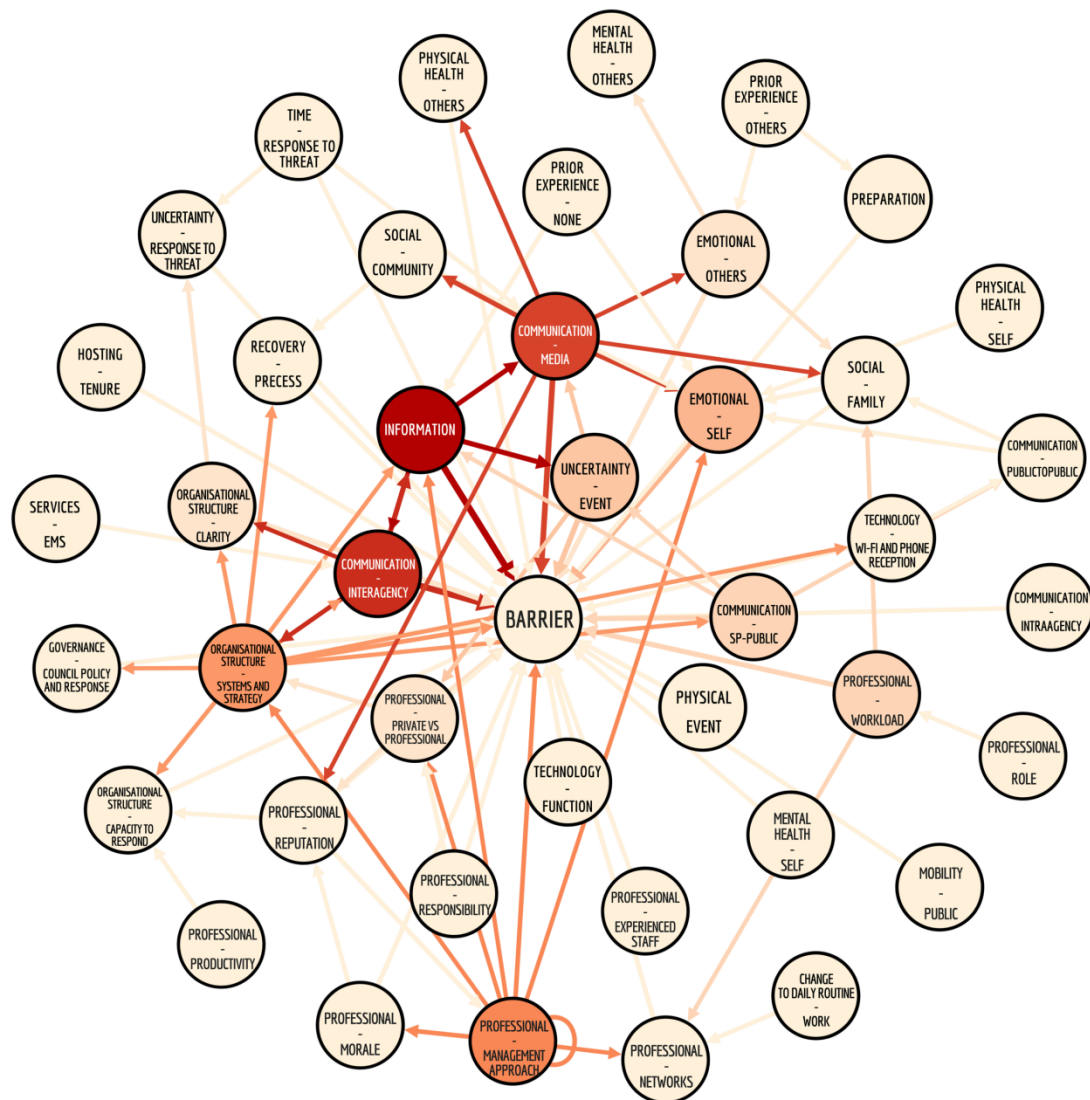 MENTAL
HEALTH
-
OTHERS
PHYSICAL
HEALTH
-
OTHERS
PRIOR
EXPERIENCE
-
OTHERS
TIME
-
RESPONSE TO
THREAT
PRIOR
EXPERIENCE
-
NONE
PREPARATION
UNCERTAINTY
-
RESPONSE TO
THREAT
SOCIAL
-
COMMUNITY
EMOTIONAL
-
OTHERS
PHYSICAL
HEALTH
-
SELF
COMMUNICATION
-
MEDIA
HOSTING
-
TENURE
RECOVERY
-
PRECESS
SOCIAL
-
FAMILY
EMOTIONAL
-
SELF
INFORMATION
COMMUNICATION
-
PUBLICTOPUBLIC
UNCERTAINTY
-
EVENT
SERVICES
-
EMS
ORGANISATIONAL
STRUCTURE
-
CLARITY
TECHNOLOGY
-
WI-FI AND PHONE
RECEPTION
COMMUNICATION
-
INTERAGENCY
BARRIER
COMMUNICATION
-
SP-PUBLIC
COMMUNICATION
-
INTRAAGENCY
GOVERNANCE
-
COUNCIL POLICY
AND RESPONSE
ORGANISATIONAL
STRUCTURE
-
SYSTEMS AND
STRATEGY
PROFESSIONAL
-
PRIVATE VS
PROFESSIONAL
PHYSICAL
EVENT
PROFESSIONAL
-
WORKLOAD
PROFESSIONAL
-
ROLE
TECHNOLOGY
-
FUNCTION
ORGANISATIONAL
STRUCTURE
-
CAPACITY TO
RESPOND
PROFESSIONAL
-
REPUTATION
MENTAL
HEALTH
-
SELF
PROFESSIONAL
-
RESPONSIBILITY
PROFESSIONAL
-
EXPERIENCED
STAFF
MOBILITY
-
PUBLIC
PROFESSIONAL
-
PRODUCTIVITY
CHANGE
TO DAILY ROUTINE
-
WORK
PROFESSIONAL
-
MORALE
PROFESSIONAL
-
MANAGEMENT
APPROACH
PROFESSIONAL
-
NETWORKS